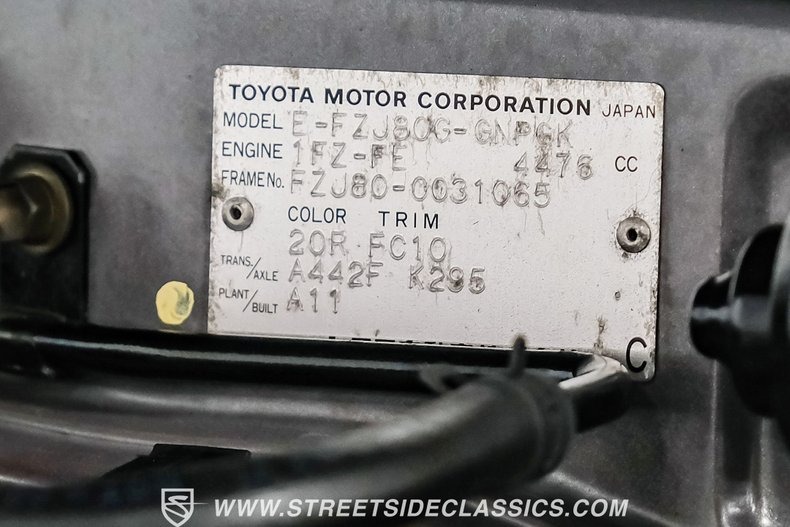 TOYOTA MOTOR CORPORATION JAPAN
MODEL E-FZJ80G-GNPGK
ENGINE 1FZ-FE 4476 CC
FRAME No. FZJ80-0031065
COLOR TRIM
20R FC10
TRANS./AXLE A442F K295
PLANT/BUILT A11
C
WWW.STREETSIDECLASSICS.COM